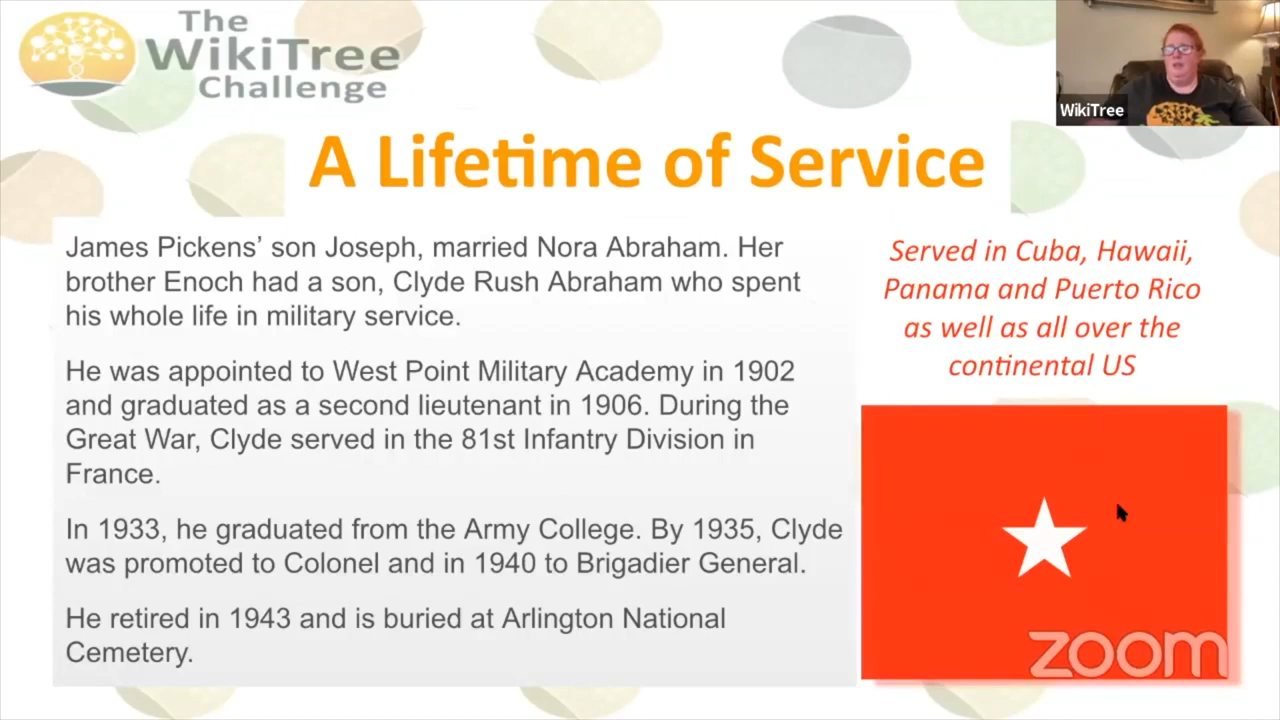 The
WikiTree
Challenge
WikiTree
A Lifetime of Service
James Pickens’ son Joseph, married Nora Abraham. Her
brother Enoch had a son, Clyde Rush Abraham who spent
his whole life in military service.
He was appointed to West Point Military Academy in 1902
and graduated as a second lieutenant in 1906. During the
Great War, Clyde served in the 81st Infantry Division in
France.
In 1933, he graduated from the Army College. By 1935, Clyde
was promoted to Colonel and in 1940 to Brigadier General.
He retired in 1943 and is buried at Arlington National
Cemetery.
Served in Cuba, Hawaii,
Panama and Puerto Rico
as well as all over the
continental US
zoom